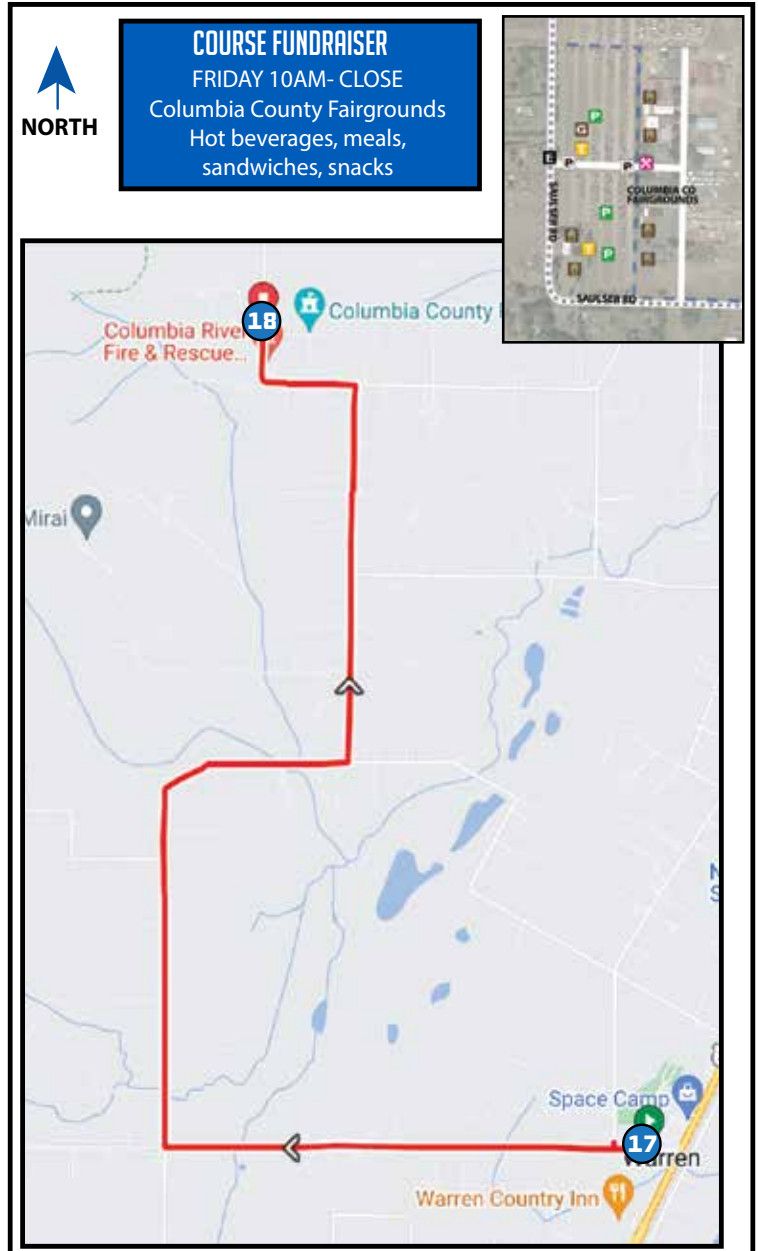 NORTH
COURSE FUNDRAISER
FRIDAY 10AM- CLOSE
Columbia County Fairgrounds
Hot beverages, meals,
sandwiches, snacks
P
G
T
E
P
P
SAULSER RD
COLUMBIA CO
FAIRGROUNDS
P
T
P
SAULSER RD
18
Columbia River
Fire & Rescue...
Columbia County
Mirai
N
S
Space Camp
17
Warren
Warren Country Inn